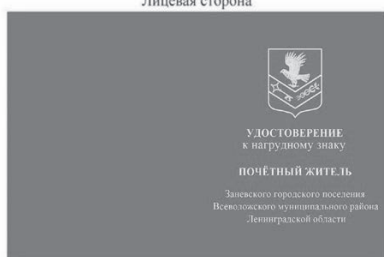 Лицевая сторона
УДОСТОВЕРЕНИЕ
к нагрудному знаку
ПОЧЁТНЫЙ ЖИТЕЛЬ
Заневского городского поселения
Всеволожского муниципального района
Ленинградской области